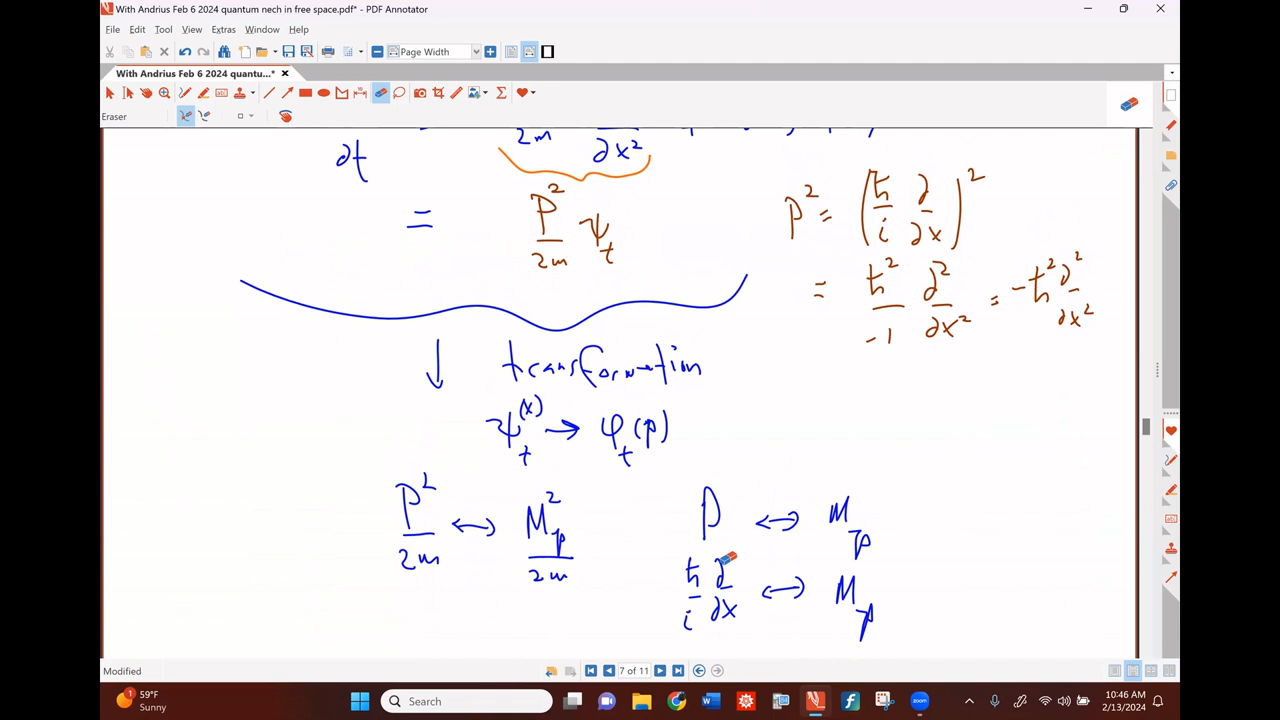 With Andrius Feb 6 2024 quantum nech in free space.pdf* - PDF Annotator
File Edit Tool View Extras Window Help
Page Width
With Andrius Feb 6 2024 quantu...*
Eraser
∂t 2m ∂x²
= P²/2m ψ_t
P² = (ħ/i ∂/∂x)²
= ħ²/-1 ∂²/∂x² = -ħ² ∂²/∂x²
↓ transformation
ψ_t^(x) → φ_t(p)
P²/2m ↔ M_p²/2m
P ↔ M_p
ħ/i ∂/∂x ↔ M_p
Modified
7 of 11
59°F
Sunny
Search
10:46 AM
2/13/2024